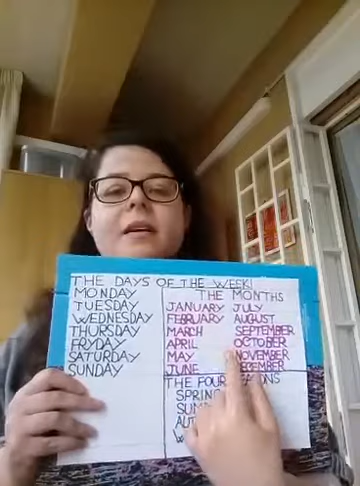 THE DAYS OF THE WEEK!
MONDAY
TUESDAY
WEDNESDAY
THURSDAY
FRYDAY
SATURDAY
SUNDAY
THE MONTHS
JANUARY JULY
FEBRUARY AUGUST
MARCH SEPTEMBER
APRIL OCTOBER
MAY NOVEMBER
JUNE
THE FOUR
SPRING